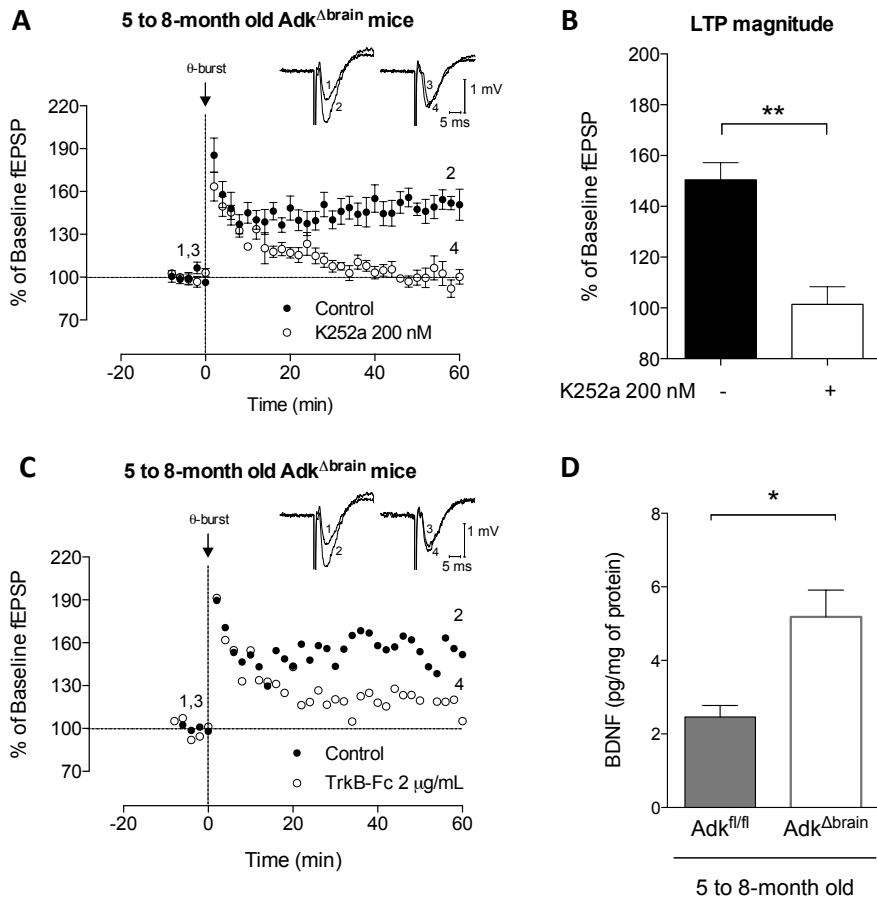 A
5 to 8-month old Adk^Δbrain mice
θ-burst
1
2
3
4
1 mV
5 ms
% of Baseline fEPSP
220
190
160
130
100
70
1,3
2
4
Control
K252a 200 nM
-20
0
20
40
60
Time (min)
B
LTP magnitude
**
% of Baseline fEPSP
180
160
140
120
100
80
K252a 200 nM - +
C
5 to 8-month old Adk^Δbrain mice
θ-burst
1
2
3
4
1 mV
5 ms
% of Baseline fEPSP
220
190
160
130
100
70
1,3
2
4
Control
TrkB-Fc 2 μg/mL
-20
0
20
40
60
Time (min)
D
*
BDNF (pg/mg of protein)
8
6
4
2
0
Adk^fl/fl Adk^Δbrain
5 to 8-month old